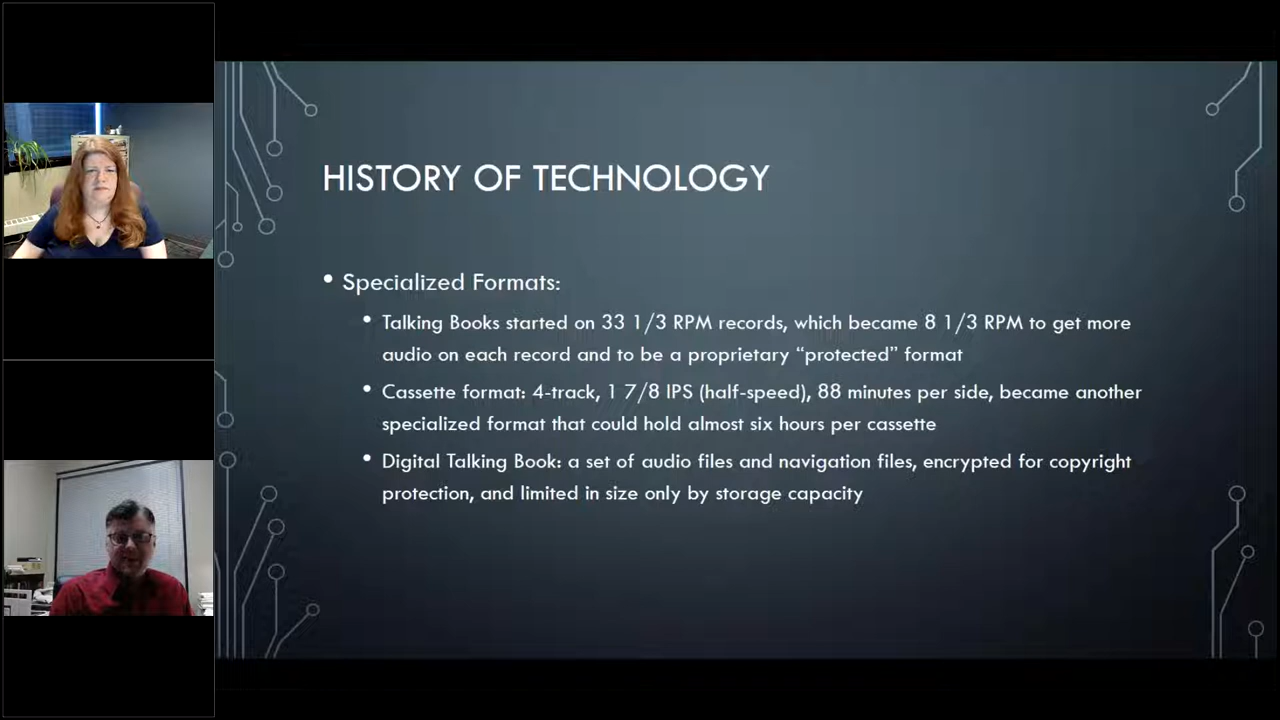 HISTORY OF TECHNOLOGY
• Specialized Formats:
• Talking Books started on 33 1/3 RPM records, which became 8 1/3 RPM to get more
audio on each record and to be a proprietary “protected” format
• Cassette format: 4-track, 1 7/8 IPS (half-speed), 88 minutes per side, became another
specialized format that could hold almost six hours per cassette
• Digital Talking Book: a set of audio files and navigation files, encrypted for copyright
protection, and limited in size only by storage capacity